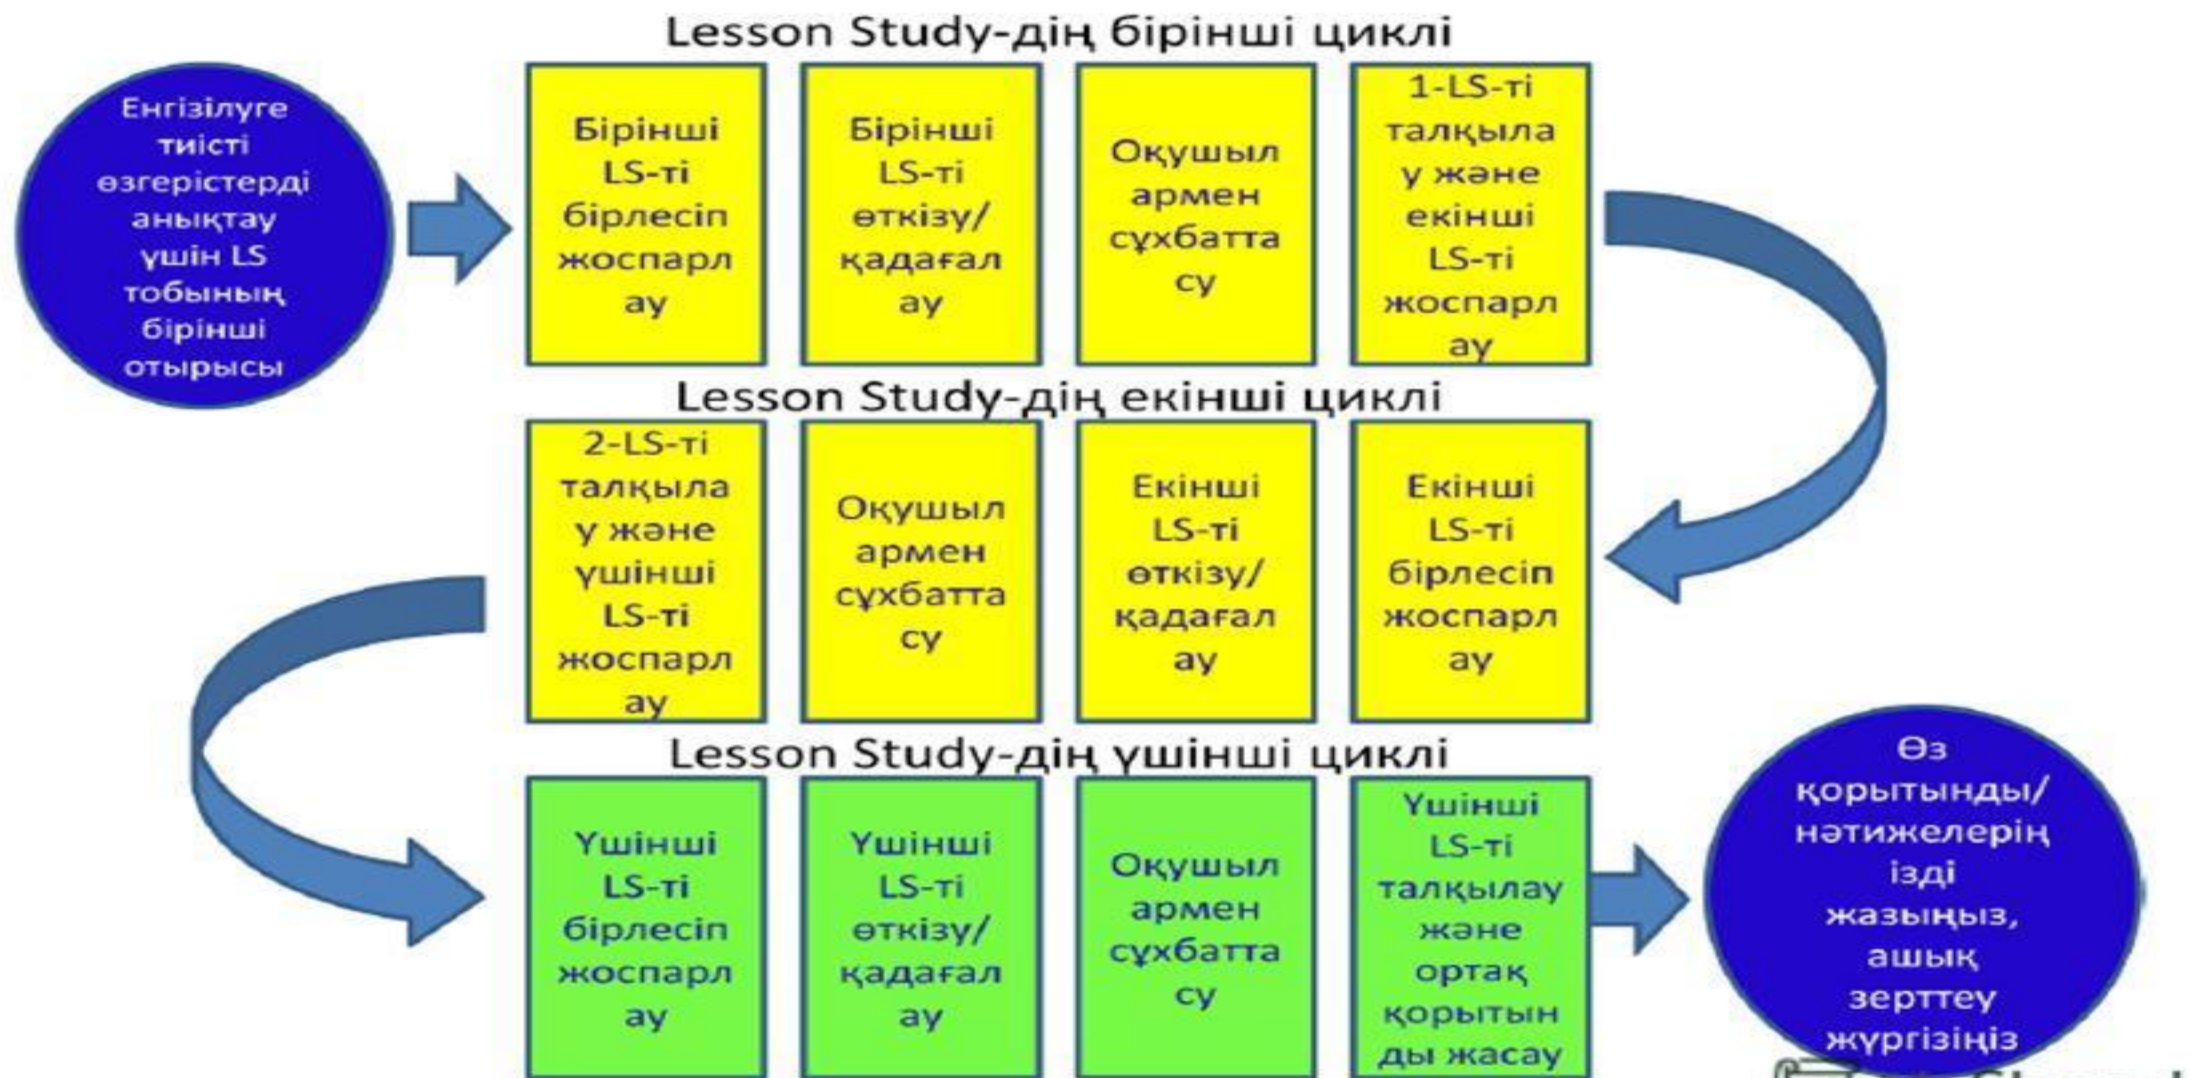 Lesson Study-дің бірінші циклі
Енгізілуге
тиісті
өзгерістерді
анықтау
үшін LS
тобының
бірінші
отырысы
Бірінші
LS-ті
бірлесіп
жоспарл
ау
Бірінші
LS-ті
өткізу/
қадағал
ау
Оқушыл
армен
сұхбатта
су
1-LS-ті
талқыла
у және
екінші
LS-ті
жоспарл
ау
Lesson Study-дің екінші циклі
2-LS-ті
талқыла
у және
үшінші
LS-ті
жоспарл
ау
Оқушыл
армен
сұхбатта
су
Екінші
LS-ті
өткізу/
қадағал
ау
Екінші
LS-ті
бірлесіп
жоспарл
ау
Lesson Study-дің үшінші циклі
Үшінші
LS-ті
бірлесіп
жоспарл
ау
Үшінші
LS-ті
өткізу/
қадағал
ау
Оқушыл
армен
сұхбатта
су
Үшінші
LS-ті
талқылау
және
ортақ
қорытын
ды жасау
Өз
қорытынды/
нәтижелерің
ізді
жазыңыз,
ашық
зерттеу
жүргізіңіз